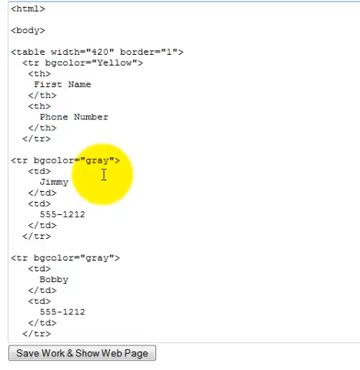 <html>
<body>
<table width="420" border="1">
<tr bgcolor="Yellow">
<th>
First Name
</th>
<th>
Phone Number
</th>
</tr>
<tr bgcolor="gray">
<td>
Jimmy
</td>
<td>
555-1212
</td>
</tr>
<tr bgcolor="gray">
<td>
Bobby
</td>
<td>
555-1212
</td>
</tr>
Save Work & Show Web Page